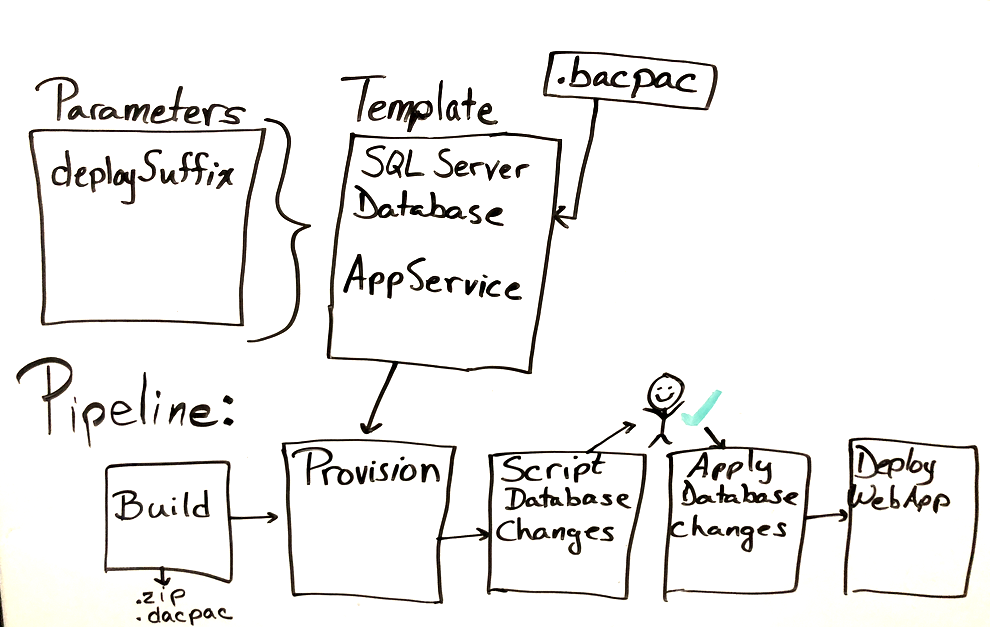 Parameters
deploySuffix
Template
SQL Server
Database
AppService
.bacpac
Pipeline:
Build
.zip
.dacpac
Provision
Script
Database
Changes
Apply
Database
changes
Deploy
WebApp